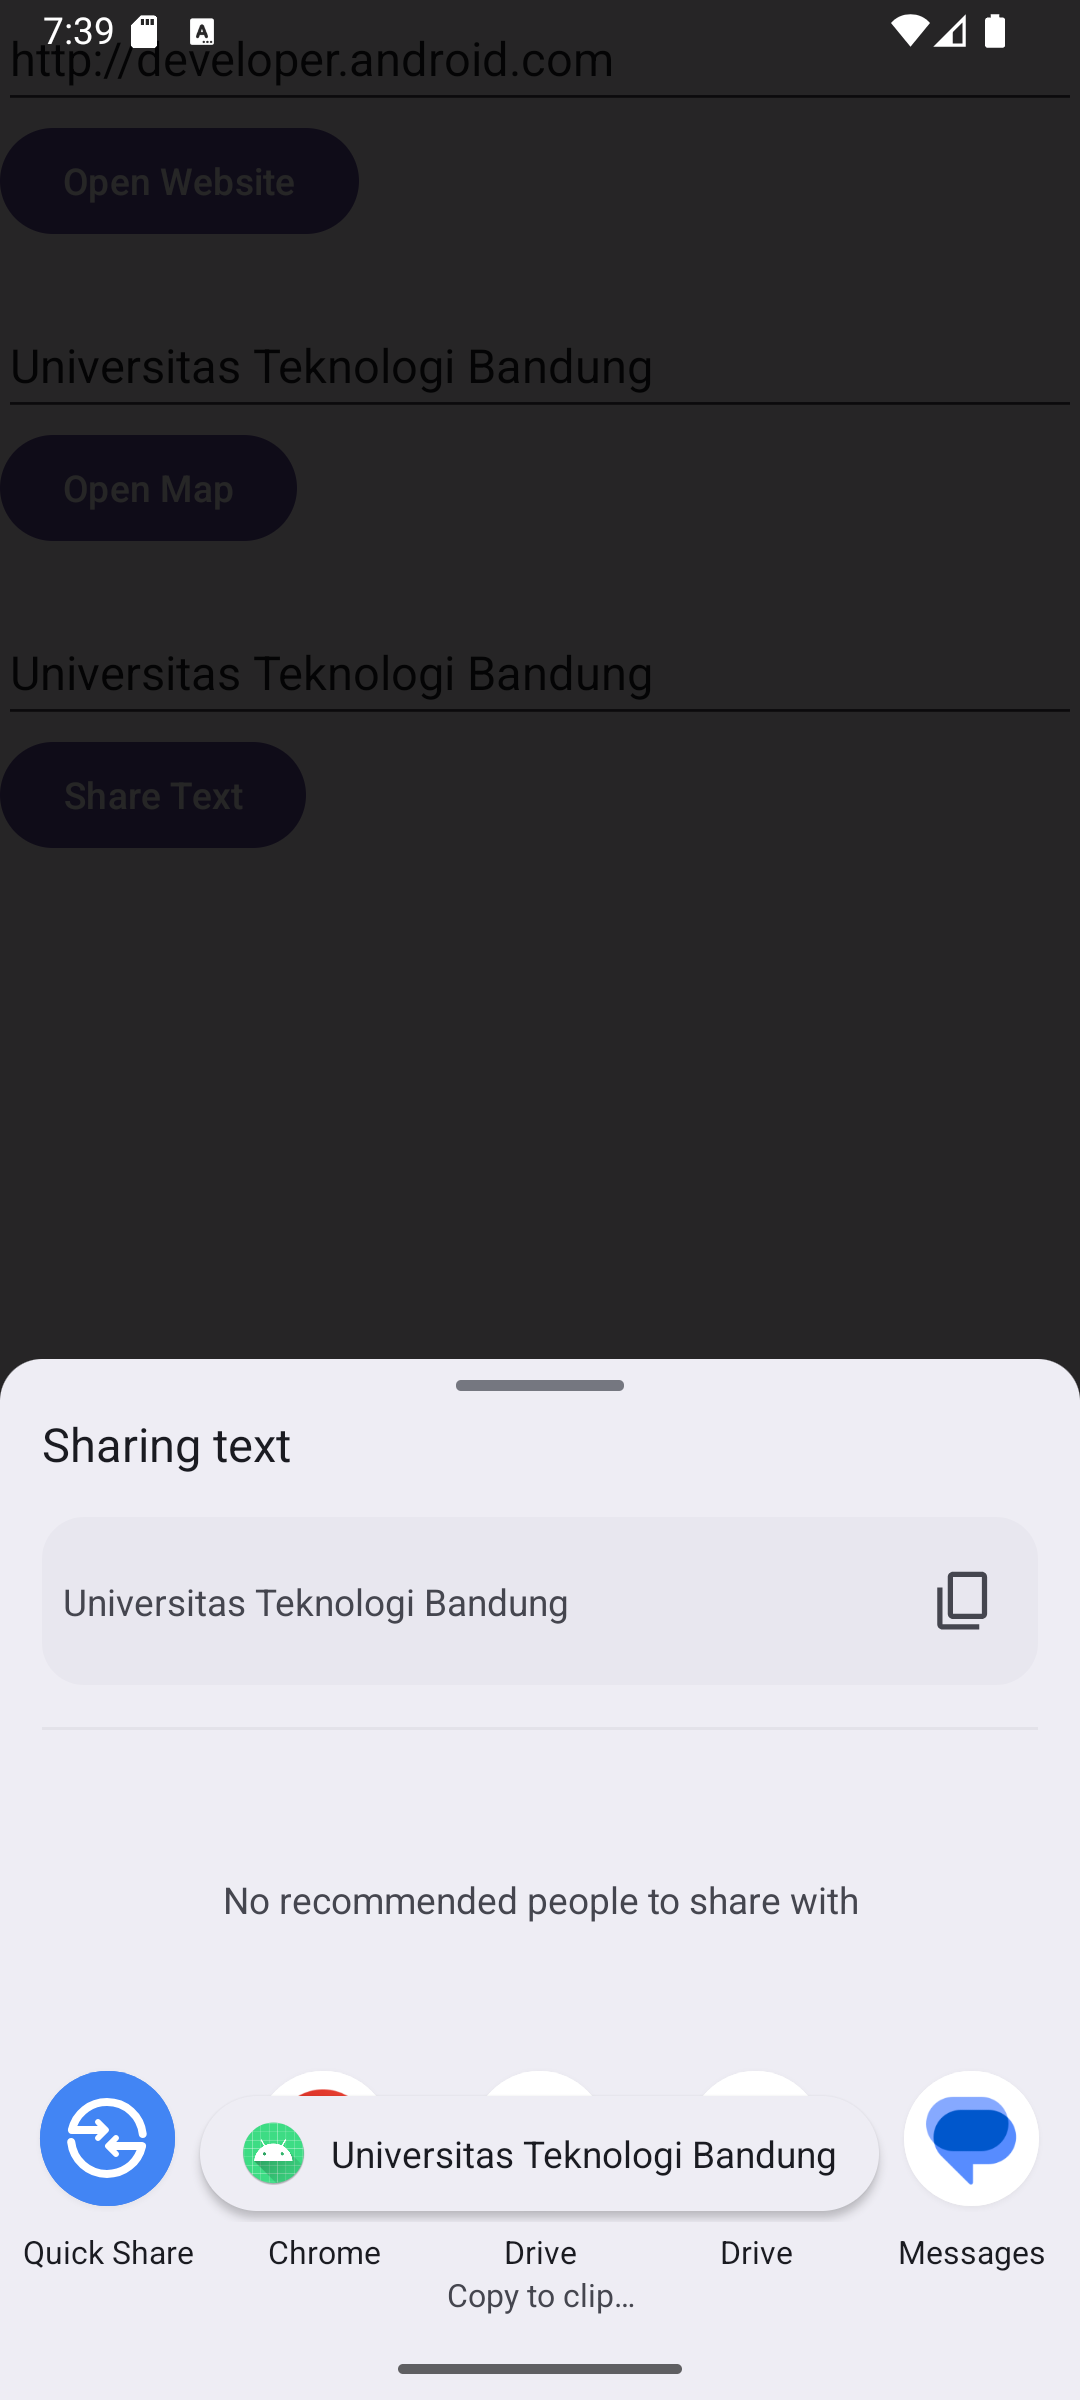 7:39
http://developer.android.com
Open Website
Universitas Teknologi Bandung
Open Map
Universitas Teknologi Bandung
Share Text
Sharing text
Universitas Teknologi Bandung
No recommended people to share with
Universitas Teknologi Bandung
Quick Share
Chrome
Drive
Copy to clip…
Drive
Messages